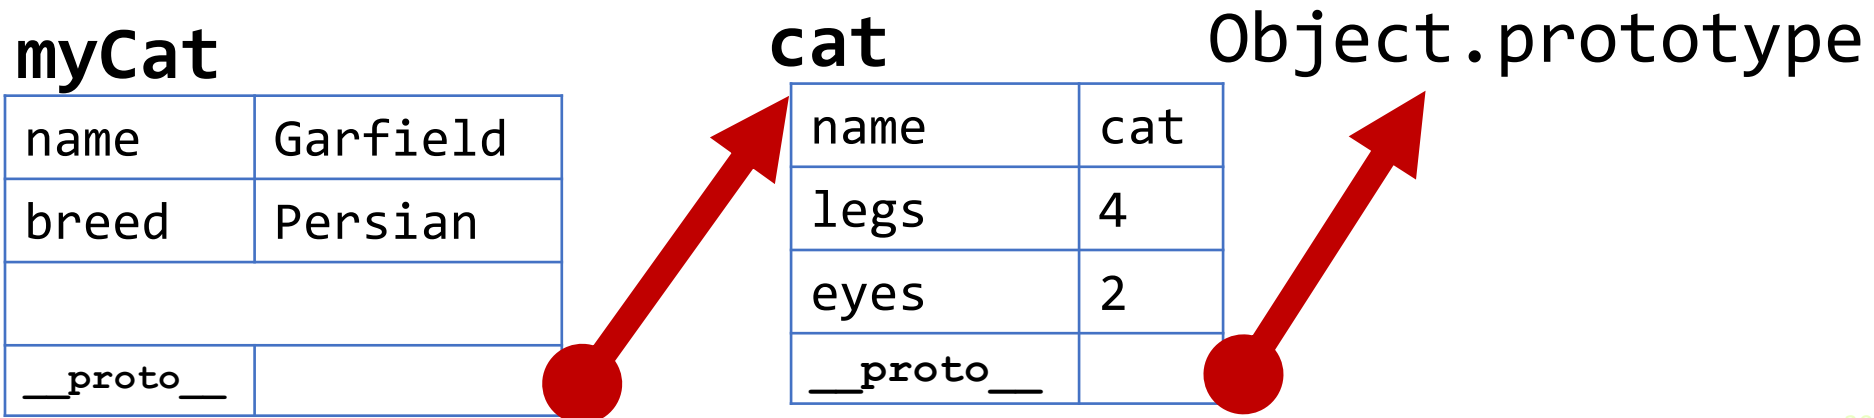 myCat
name Garfield
breed Persian
__proto__
cat
name cat
legs 4
eyes 2
__proto__
Object.prototype